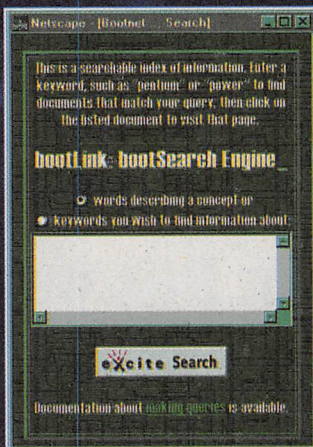 Netscape - [Bootnet ... Search]
This is a searchable index of information. Enter a
keyword, such as "pentium" or "power" to find
documents that match your query, then click on
the listed document to visit that page.
bootLink: bootSearch Engine_
words describing a concept or
keywords you wish to find information about
excite Search
Documentation about making queries is available.